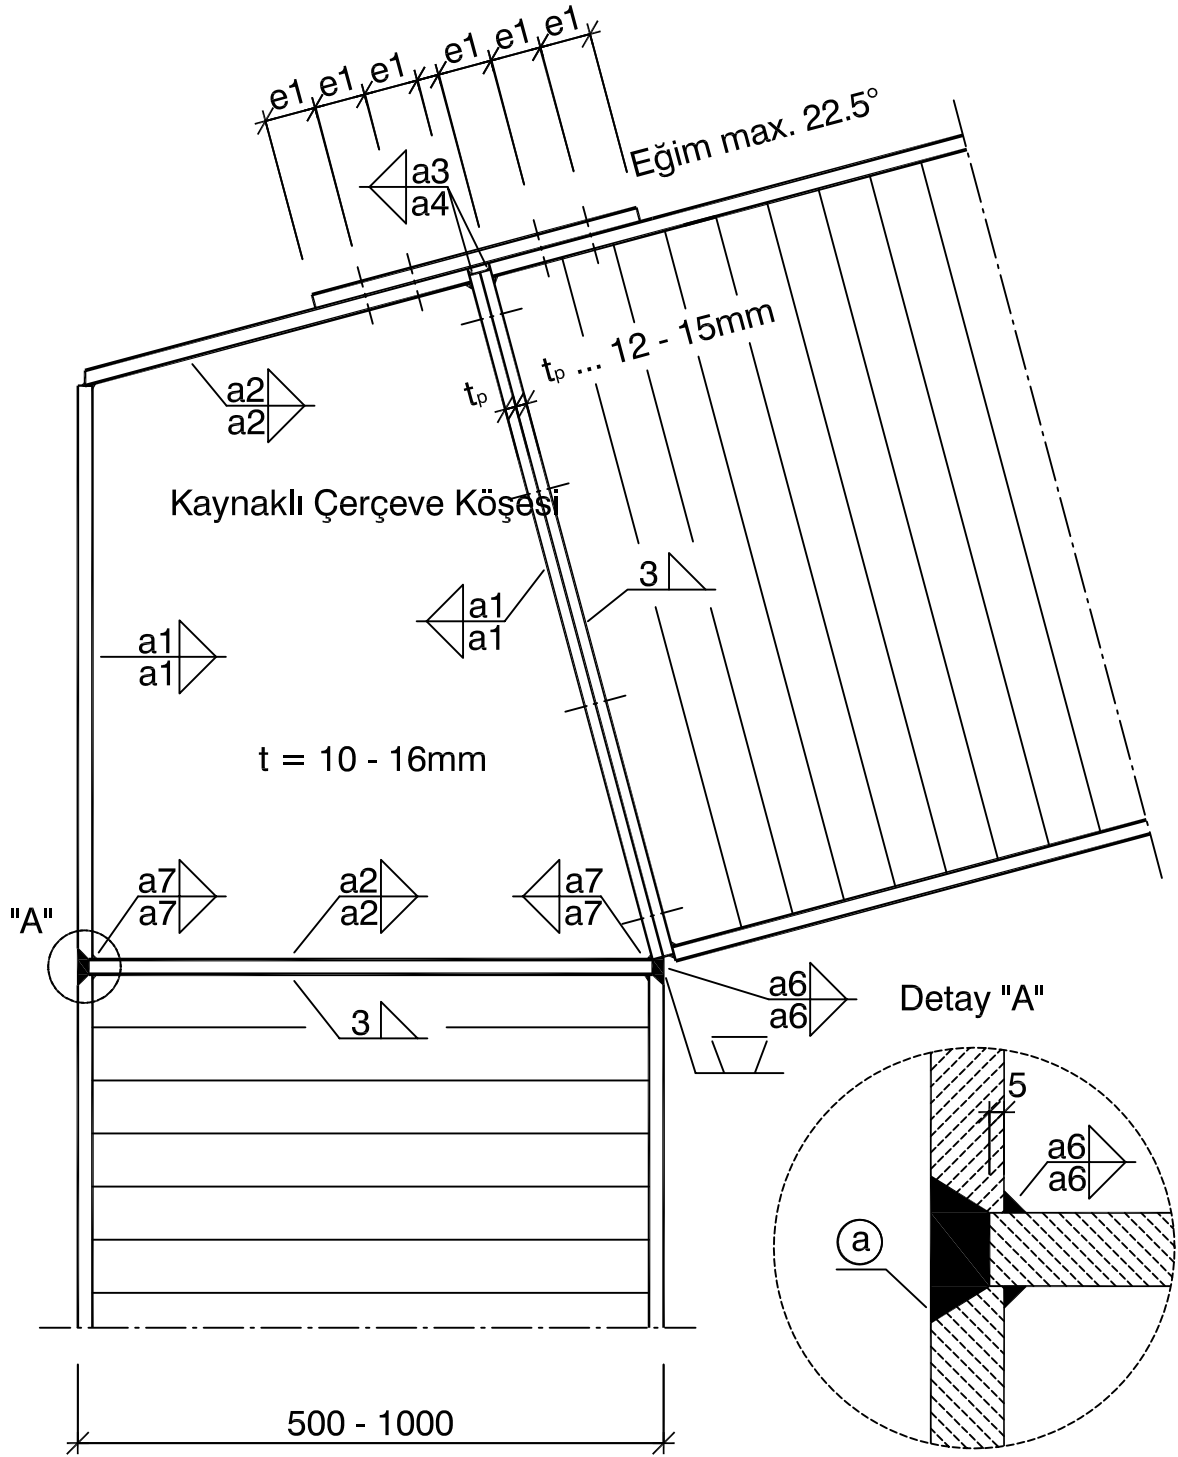 e1 e1 e1 e1 e1 e1
Eğim max. 22.5°
a3
a4
tp ... 12 - 15mm
tp
a2
a2
Kaynaklı Çerçeve Köşesi
3
a1
a1
a1
a1
t = 10 - 16mm
"A"
a7
a7
a2
a2
a7
a7
a6
a6
Detay "A"
3
5
a6
a6
a
500 - 1000